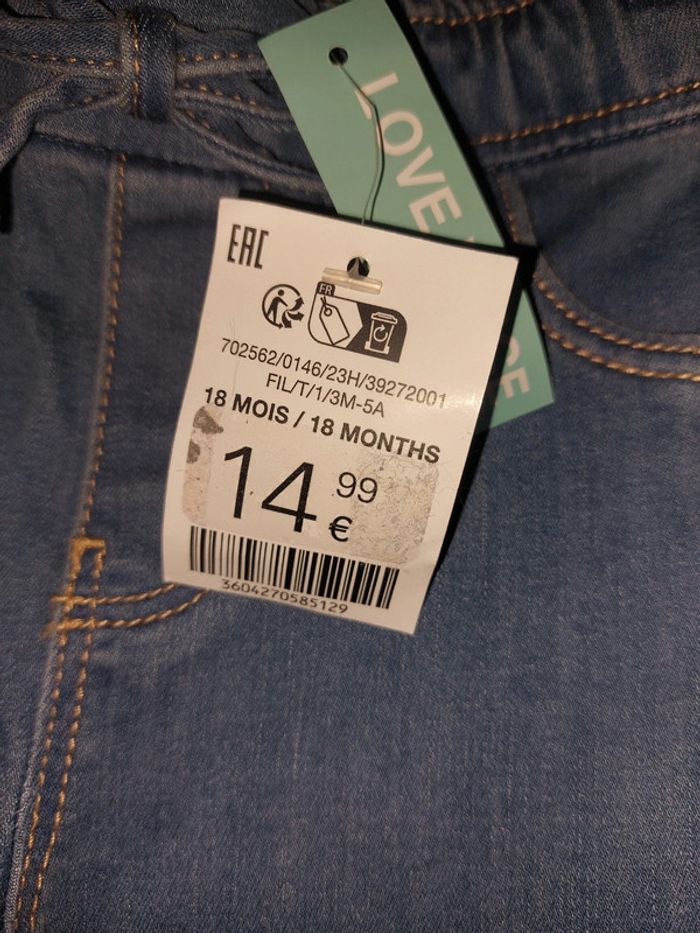 LOVE
EAC
FR
702562/0146/23H/39272001
FIL/T/1/3M-5A
18 MOIS / 18 MONTHS
14.99
€
3604270585129